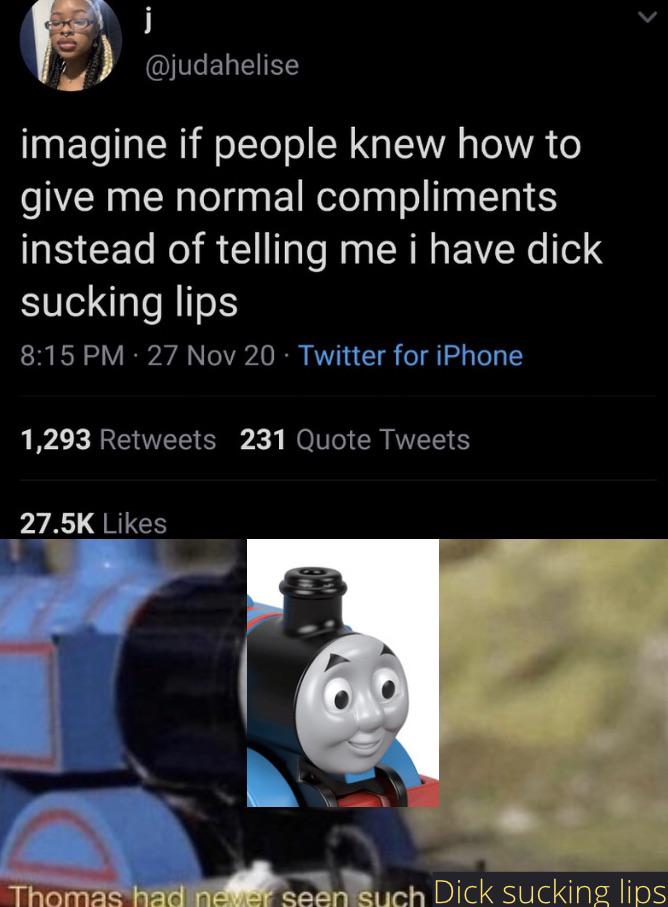 j
@judahelise
imagine if people knew how to
give me normal compliments
instead of telling me i have dick
sucking lips
8:15 PM · 27 Nov 20 · Twitter for iPhone
1,293 Retweets 231 Quote Tweets
27.5K Likes
Thomas had never seen such Dick sucking lips